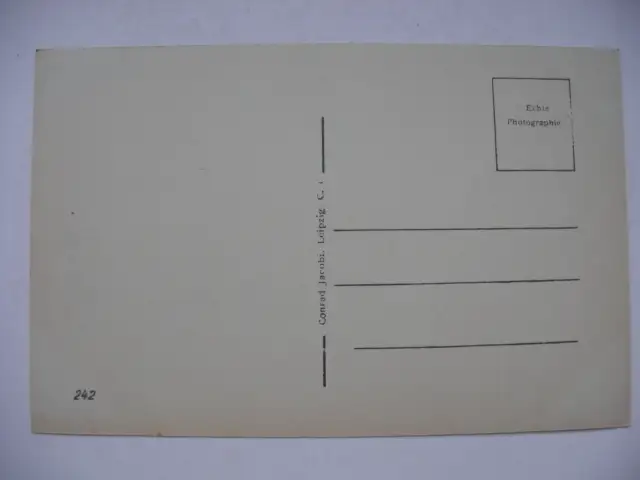 Echte
Photographie
Conrad Jacobi, Leipzig C. 1
242